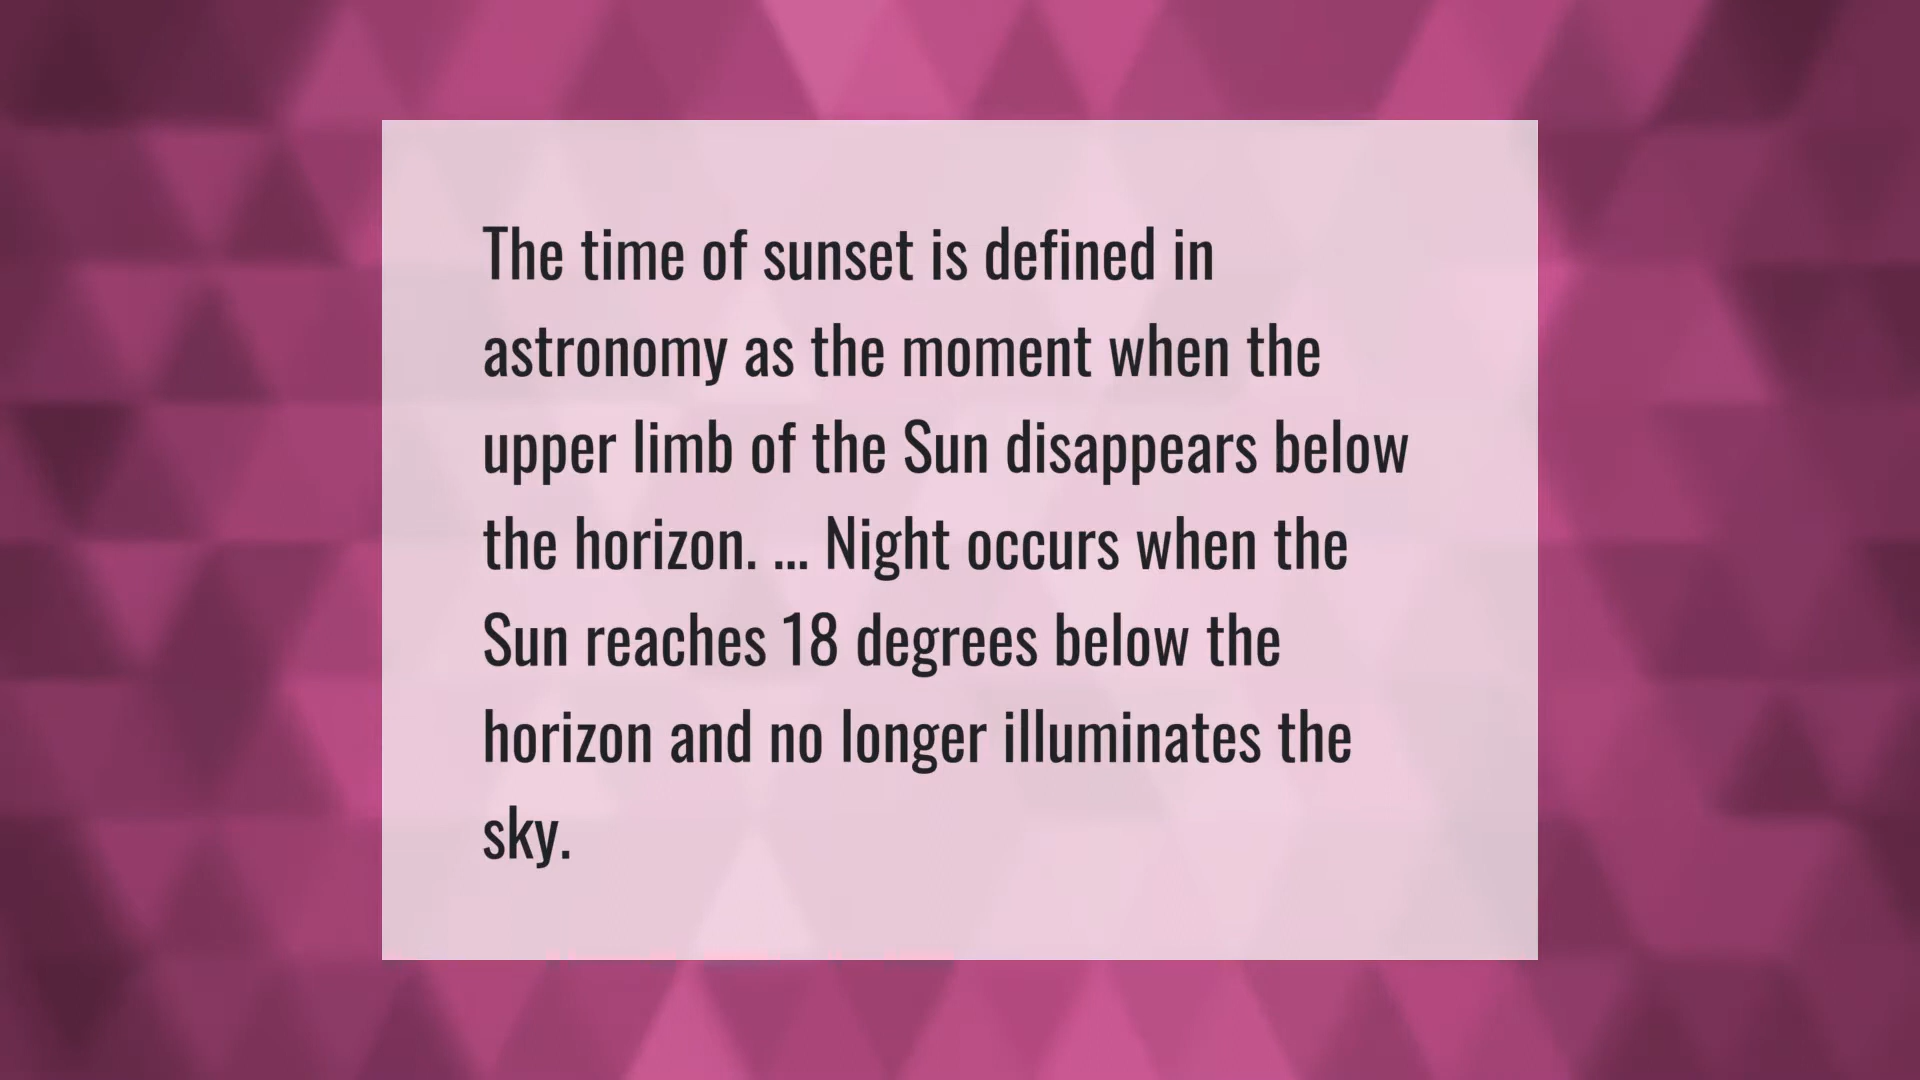 The time of sunset is defined in
astronomy as the moment when the
upper limb of the Sun disappears below
the horizon. ... Night occurs when the
Sun reaches 18 degrees below the
horizon and no longer illuminates the
sky.